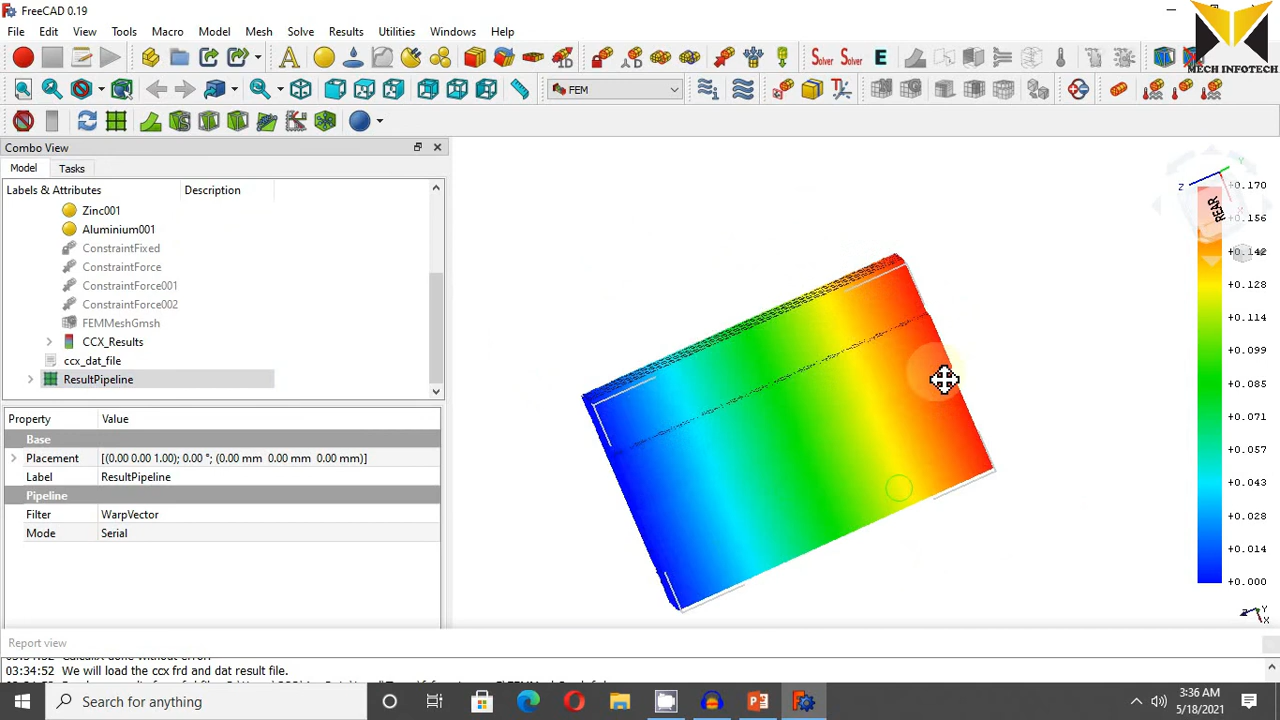 FreeCAD 0.19
File Edit View Tools Macro Model Mesh Solve Results Utilities Windows Help
MECH INFOTECH
Solver Solver E
FEM
Combo View
Model Tasks
Labels & Attributes Description
Zinc001
Aluminium001
ConstraintFixed
ConstraintForce
ConstraintForce001
ConstraintForce002
FEMMeshGmsh
CCX_Results
ccx_dat_file
ResultPipeline
Property Value
Base
Placement [(0.00 0.00 1.00); 0.00 °; (0.00 mm 0.00 mm 0.00 mm)]
Label ResultPipeline
Pipeline
Filter WarpVector
Mode Serial
Z
REAR
+0.170
+0.156
+0.142
+0.128
+0.114
+0.099
+0.085
+0.071
+0.057
+0.043
+0.028
+0.014
+0.000
Z Y
X
Report view
03:34:52 We will load the ccx frd and dat result file.
Search for anything
3:36 AM
5/18/2021